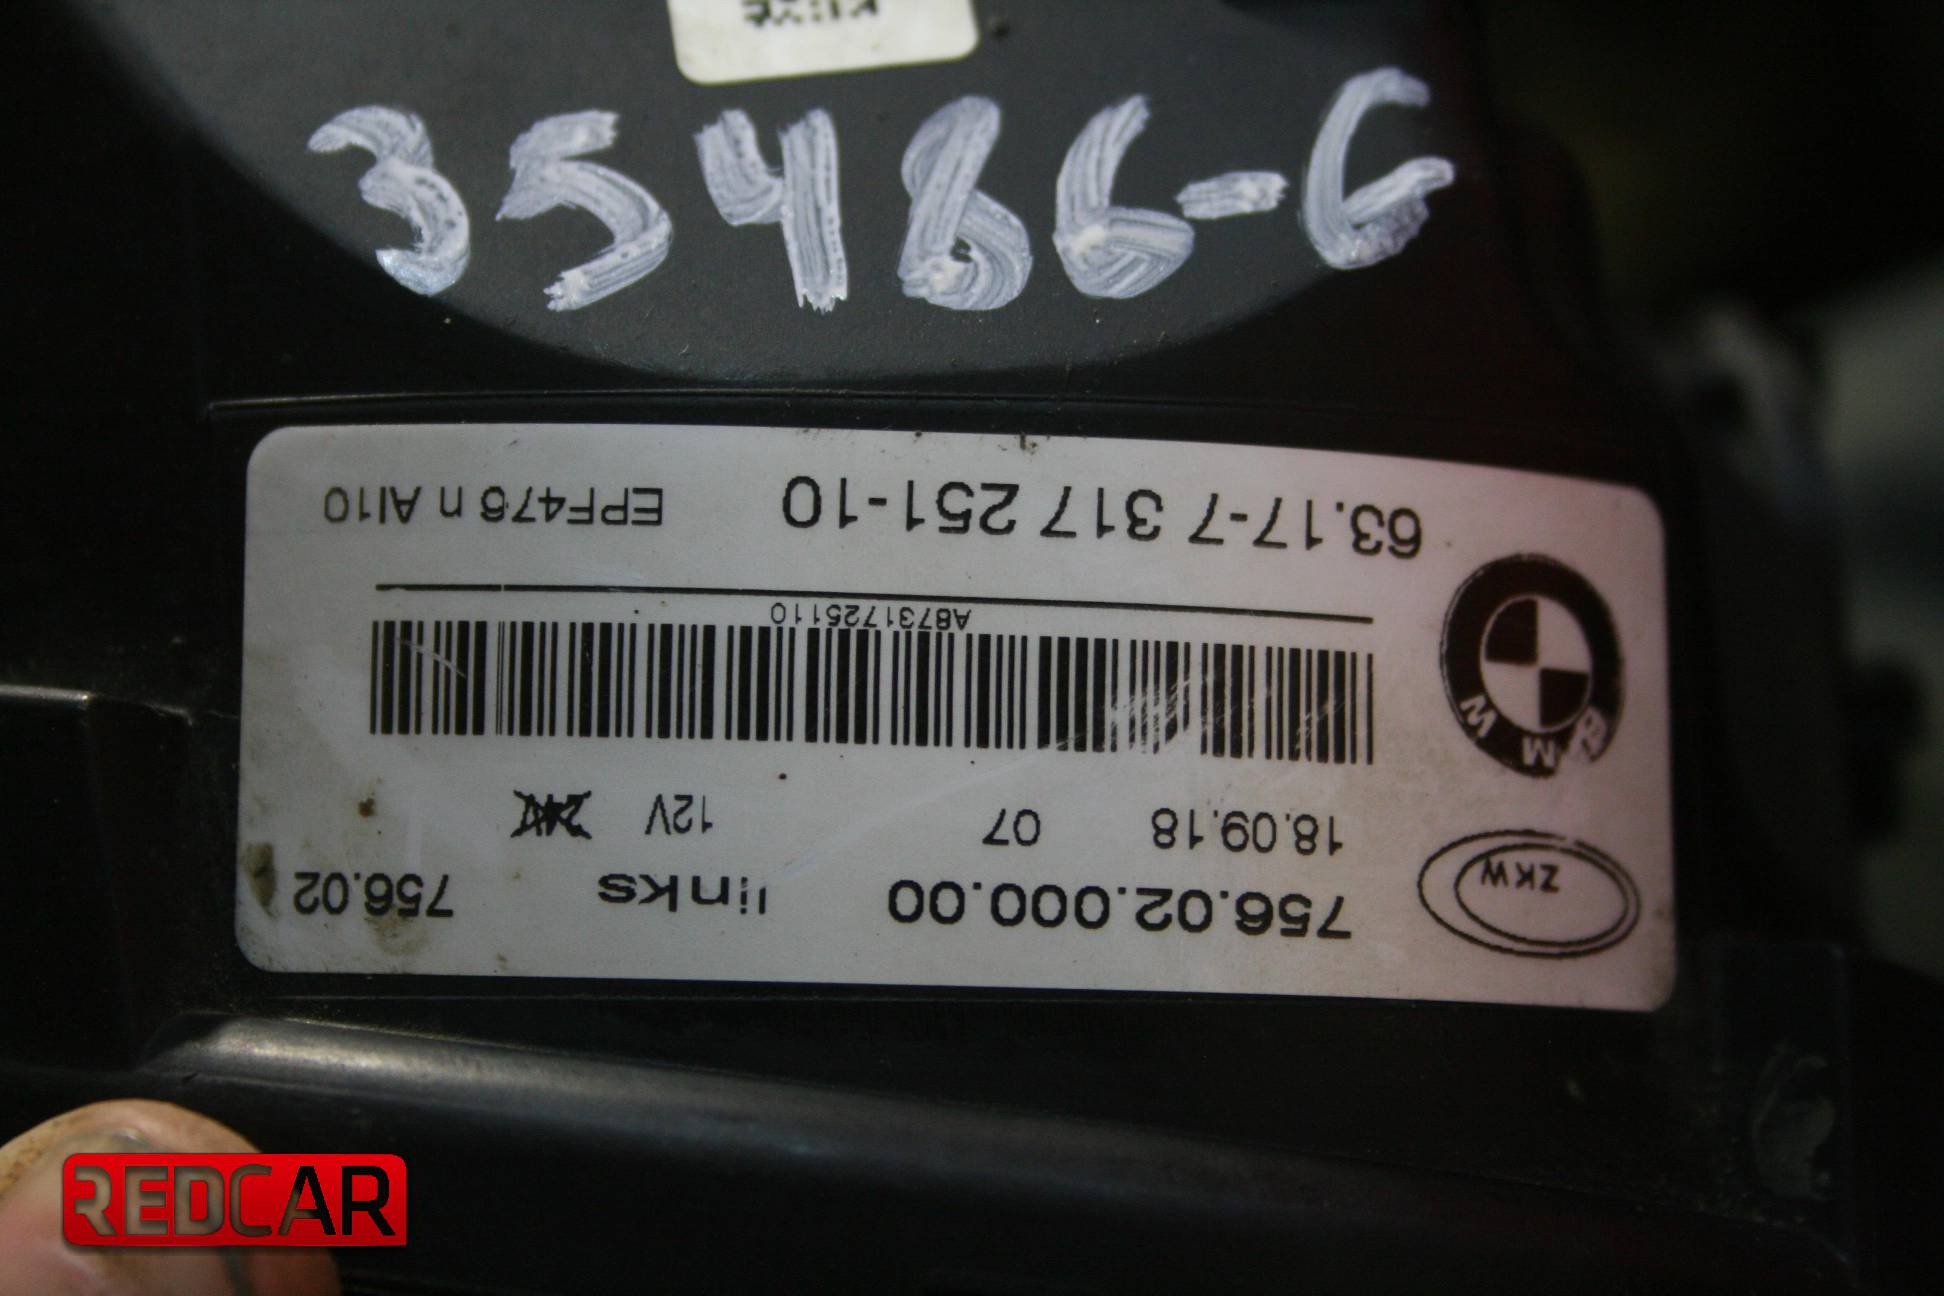 35486-G
756.02.000.00 links 756.02
ZKW
18.09.18 07 12V
A8731725110
BMW
63.17-7 317 251-10 EPF476 n AI10
REDCAR